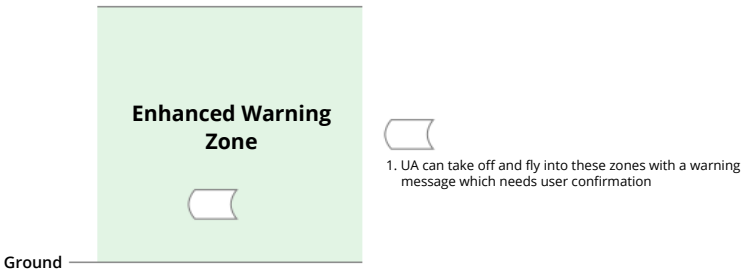 Enhanced Warning
Zone
1. UA can take off and fly into these zones with a warning
message which needs user confirmation
Ground